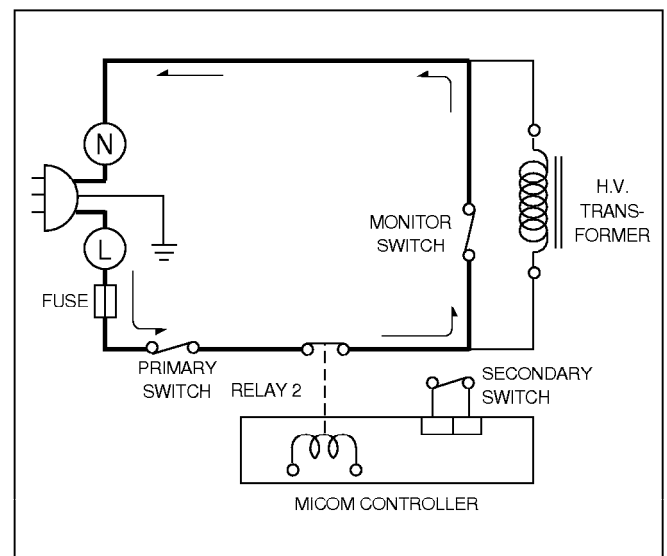 N
H.V.
TRANS-
FORMER
MONITOR
SWITCH
L
FUSE
PRIMARY
SWITCH
RELAY 2
SECONDARY
SWITCH
MICOM CONTROLLER